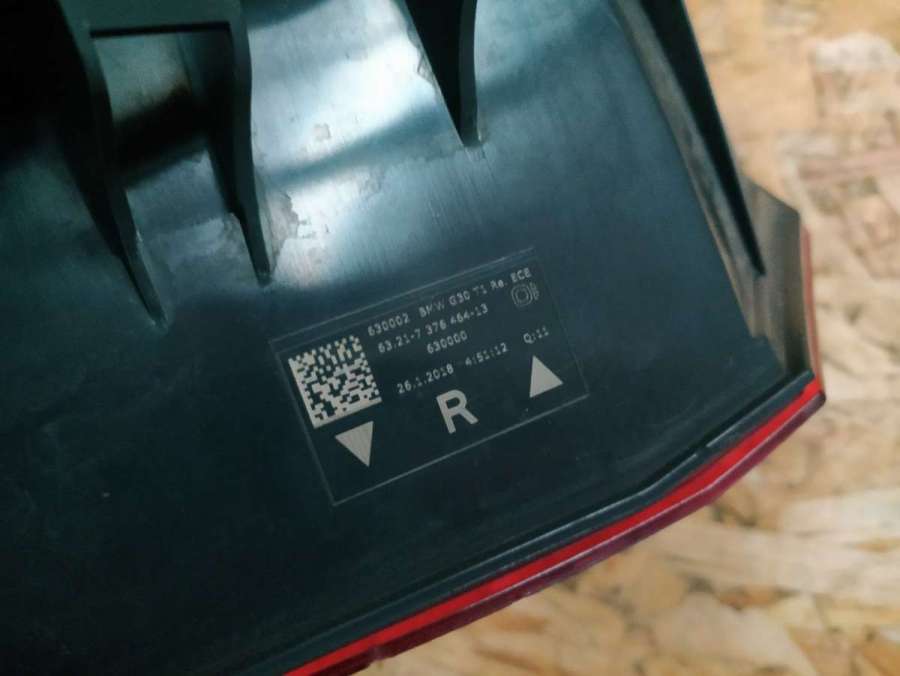 630002 BMW G30 T1 Re. ECE
63.21-7 376 464-13
630000
26.1.2018 4:51:12 Q:11
R